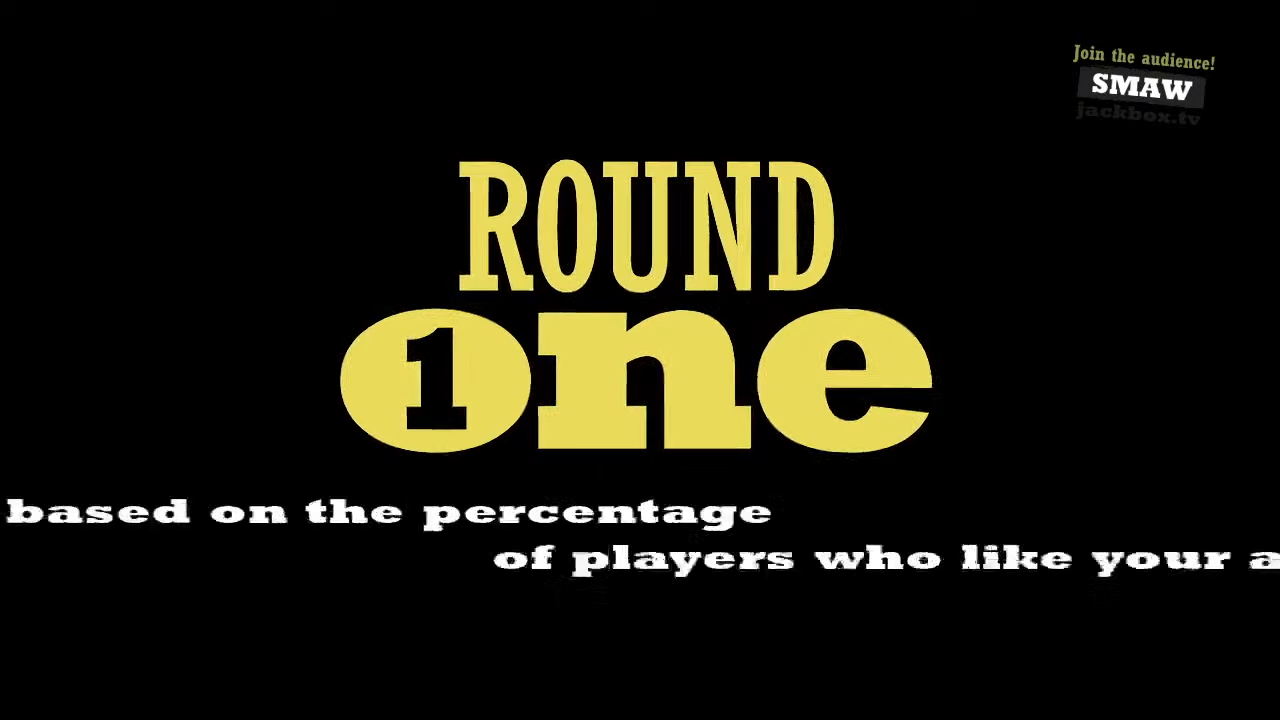 Join the audience!
SMAW
jackbox.tv
ROUND
1
one
based on the percentage
of players who like your a